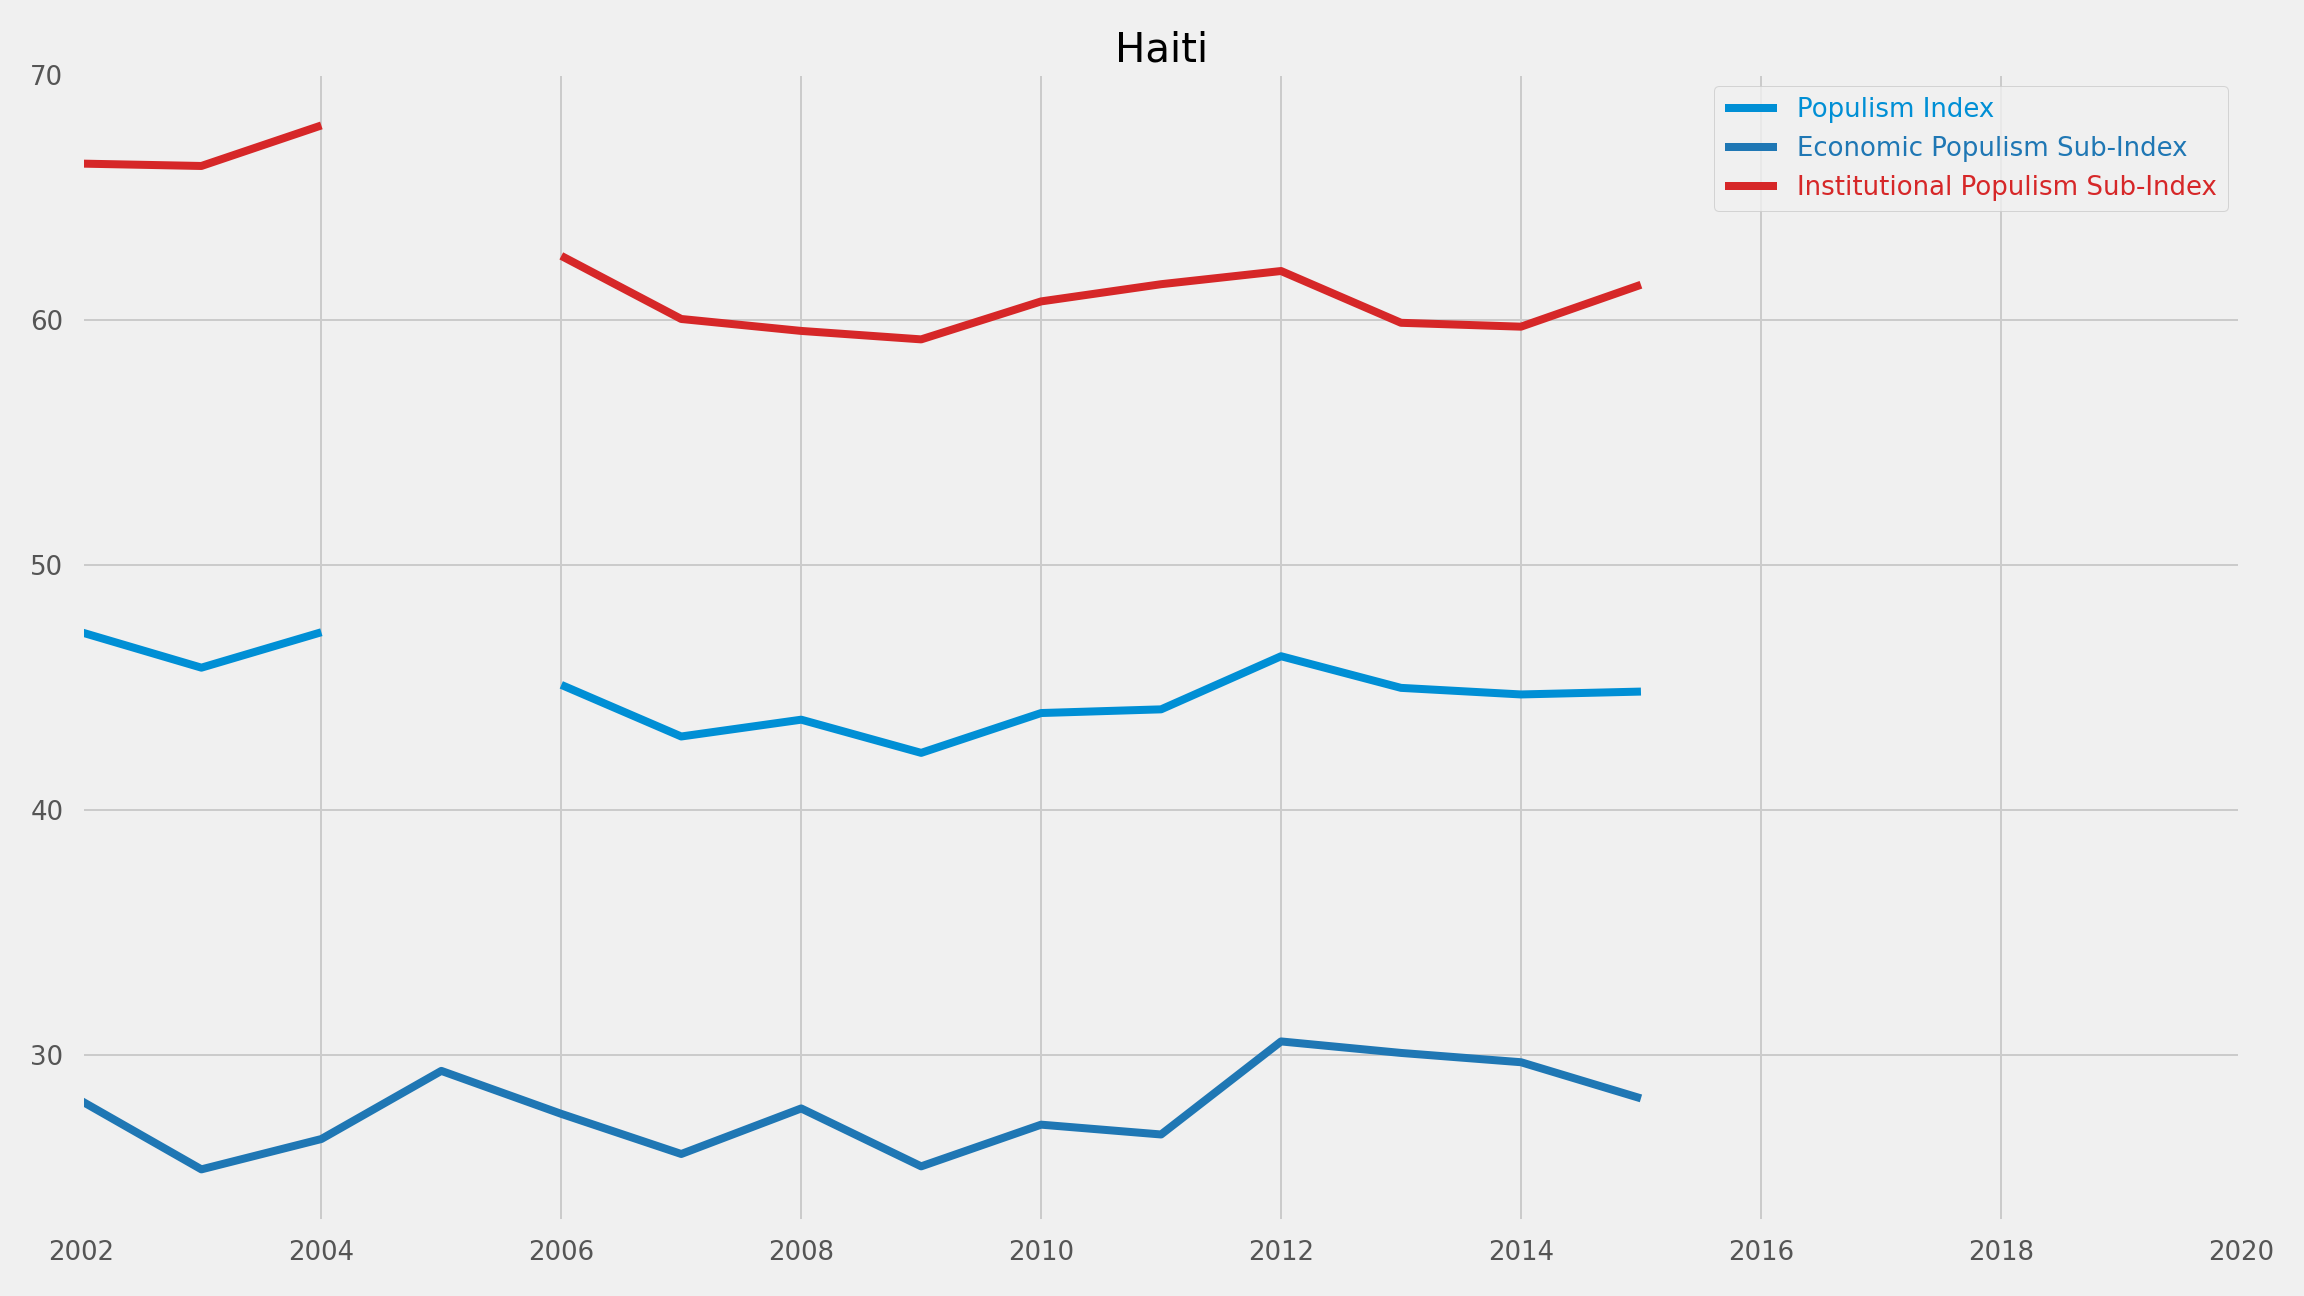 Haiti
70
60
50
40
30
Populism Index
Economic Populism Sub-Index
Institutional Populism Sub-Index
2002 2004 2006 2008 2010 2012 2014 2016 2018 2020